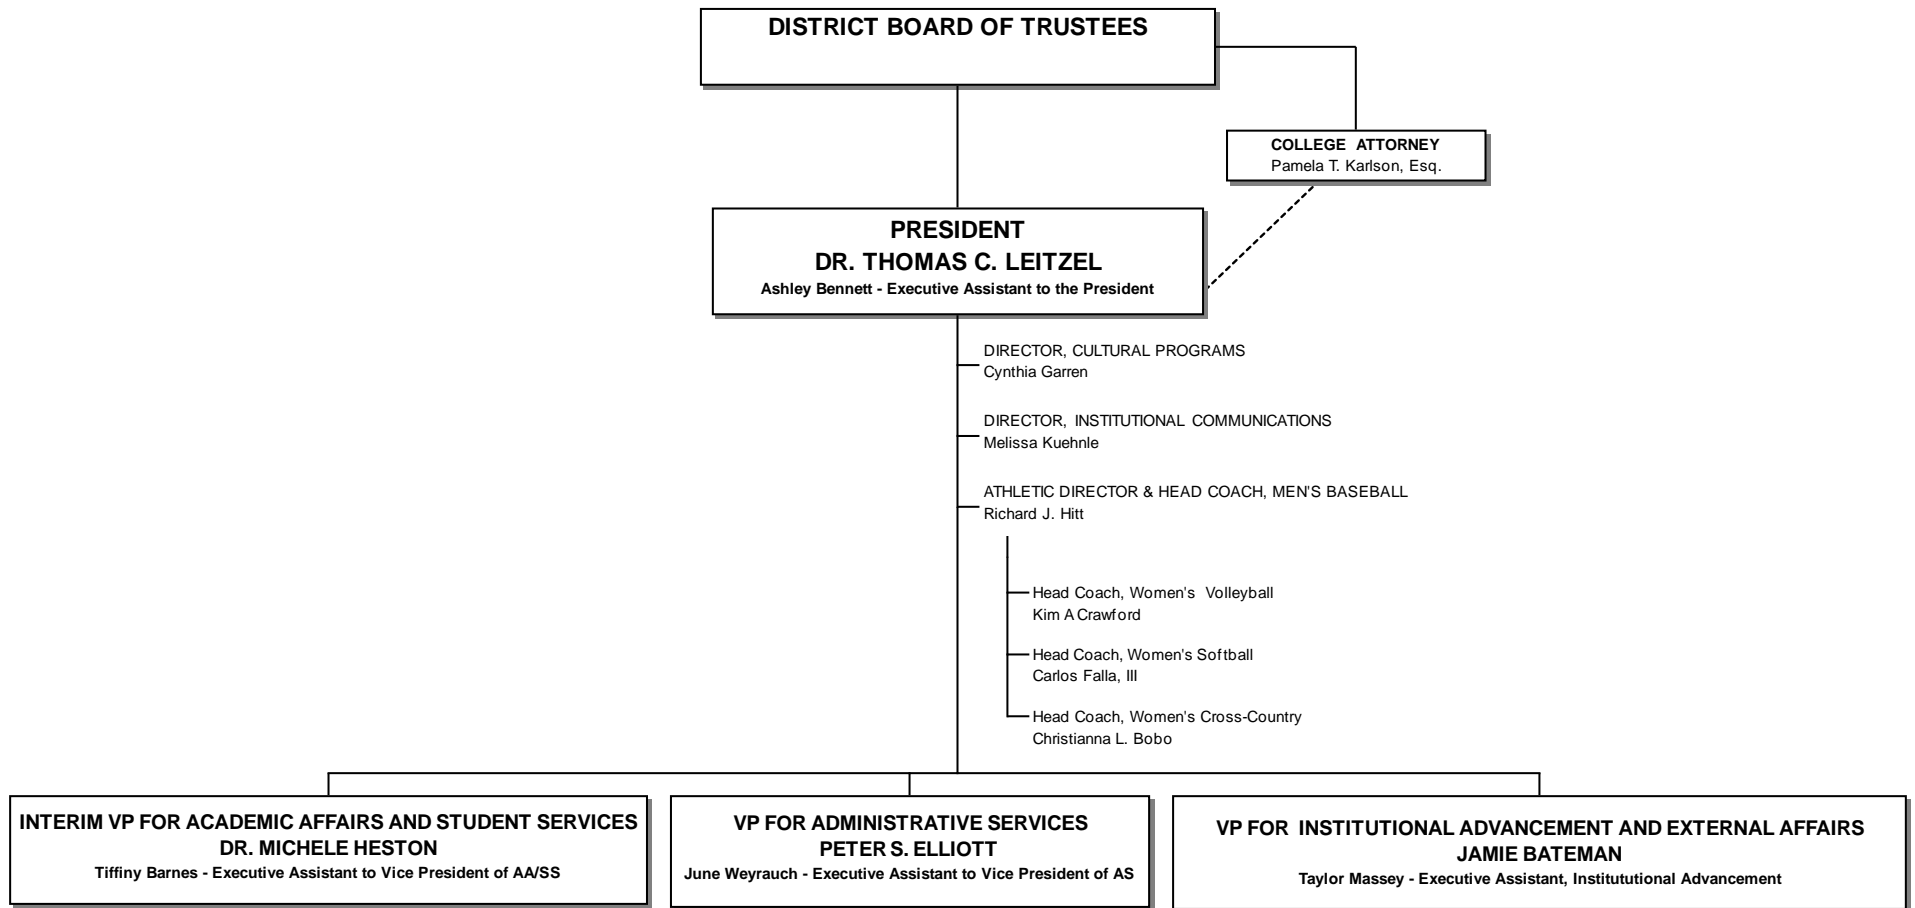 DISTRICT BOARD OF TRUSTEES
COLLEGE ATTORNEY
Pamela T. Karlson, Esq.
PRESIDENT
DR. THOMAS C. LEITZEL
Ashley Bennett - Executive Assistant to the President
DIRECTOR, CULTURAL PROGRAMS
Cynthia Garren
DIRECTOR, INSTITUTIONAL COMMUNICATIONS
Melissa Kuehnle
ATHLETIC DIRECTOR & HEAD COACH, MEN'S BASEBALL
Richard J. Hitt
Head Coach, Women's Volleyball
Kim A Crawford
Head Coach, Women's Softball
Carlos Falla, III
Head Coach, Women's Cross-Country
Christianna L. Bobo
INTERIM VP FOR ACADEMIC AFFAIRS AND STUDENT SERVICES
DR. MICHELE HESTON
Tiffiny Barnes - Executive Assistant to Vice President of AA/SS
VP FOR ADMINISTRATIVE SERVICES
PETER S. ELLIOTT
June Weyrauch - Executive Assistant to Vice President of AS
VP FOR INSTITUTIONAL ADVANCEMENT AND EXTERNAL AFFAIRS
JAMIE BATEMAN
Taylor Massey - Executive Assistant, Institututional Advancement